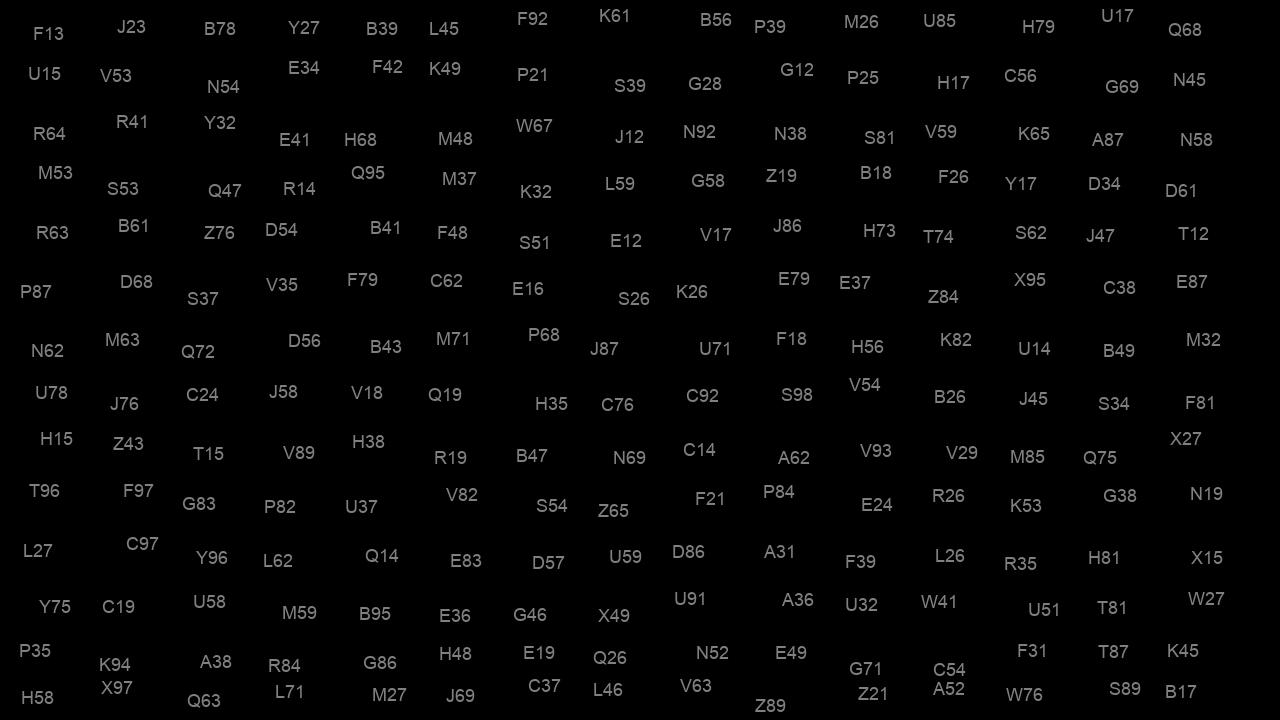 F13 J23 B78 Y27 B39 L45 F92 K61 B56 P39 M26 U85 H79 U17 Q68
U15 V53 N54 E34 F42 K49 P21 S39 G28 G12 P25 H17 C56 G69 N45
R64 R41 Y32 E41 H68 M48 W67 J12 N92 N38 S81 V59 K65 A87 N58
M53 S53 Q47 R14 Q95 M37 K32 L59 G58 Z19 B18 F26 Y17 D34 D61
R63 B61 Z76 D54 B41 F48 S51 E12 V17 J86 H73 T74 S62 J47 T12
P87 D68 S37 V35 F79 C62 E16 S26 K26 E79 E37 Z84 X95 C38 E87
N62 M63 Q72 D56 B43 M71 P68 J87 U71 F18 H56 K82 U14 B49 M32
U78 J76 C24 J58 V18 Q19 H35 C76 C92 S98 V54 B26 J45 S34 F81
H15 Z43 T15 V89 H38 R19 B47 N69 C14 A62 V93 V29 M85 Q75 X27
T96 F97 G83 P82 U37 V82 S54 Z65 F21 P84 E24 R26 K53 G38 N19
L27 C97 Y96 L62 Q14 E83 D57 U59 D86 A31 F39 L26 R35 H81 X15
Y75 C19 U58 M59 B95 E36 G46 X49 U91 A36 U32 W41 U51 T81 W27
P35 K94 A38 R84 G86 H48 E19 Q26 N52 E49 G71 C54 F31 T87 K45
H58 X97 Q63 L71 M27 J69 C37 L46 V63 Z89 Z21 A52 W76 S89 B17